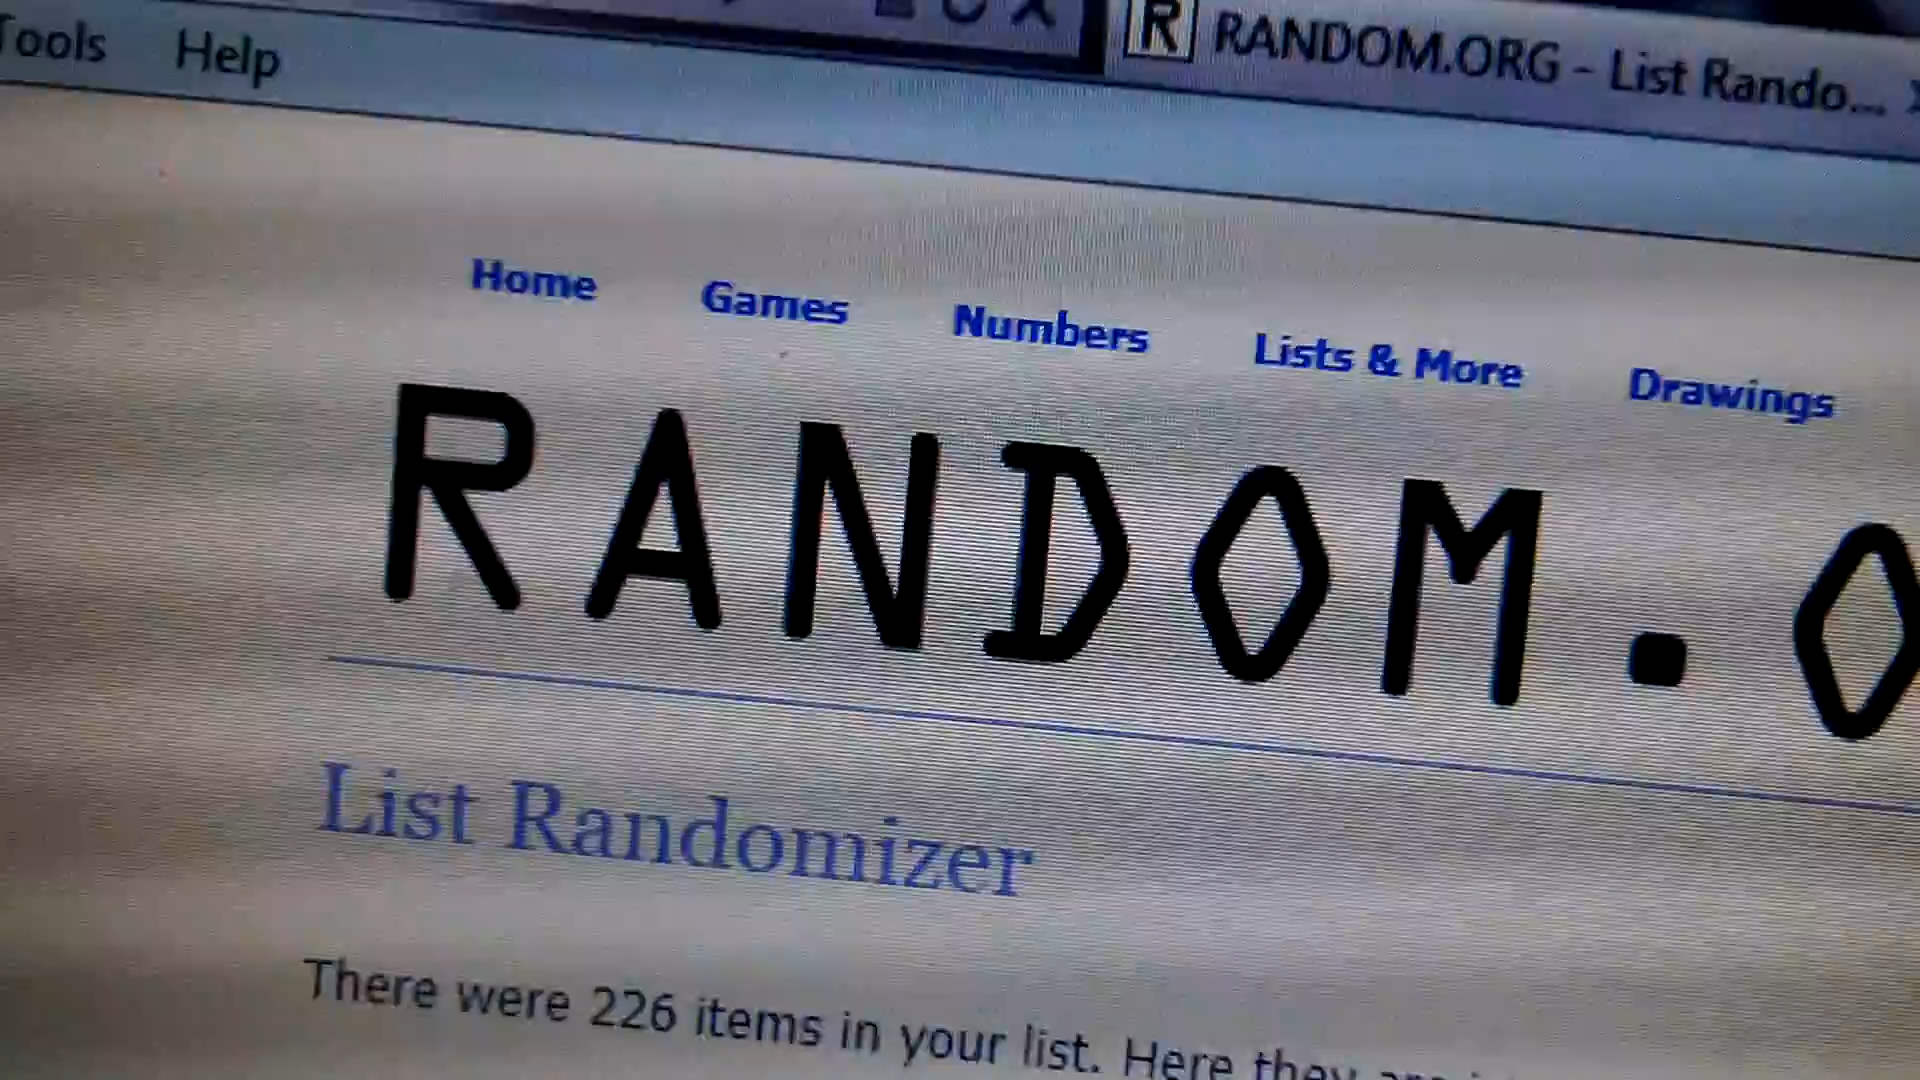 Tools Help
R RANDOM.ORG - List Rando...
Home Games Numbers Lists & More Drawings
RANDOM.O
List Randomizer
There were 226 items in your list. Here they